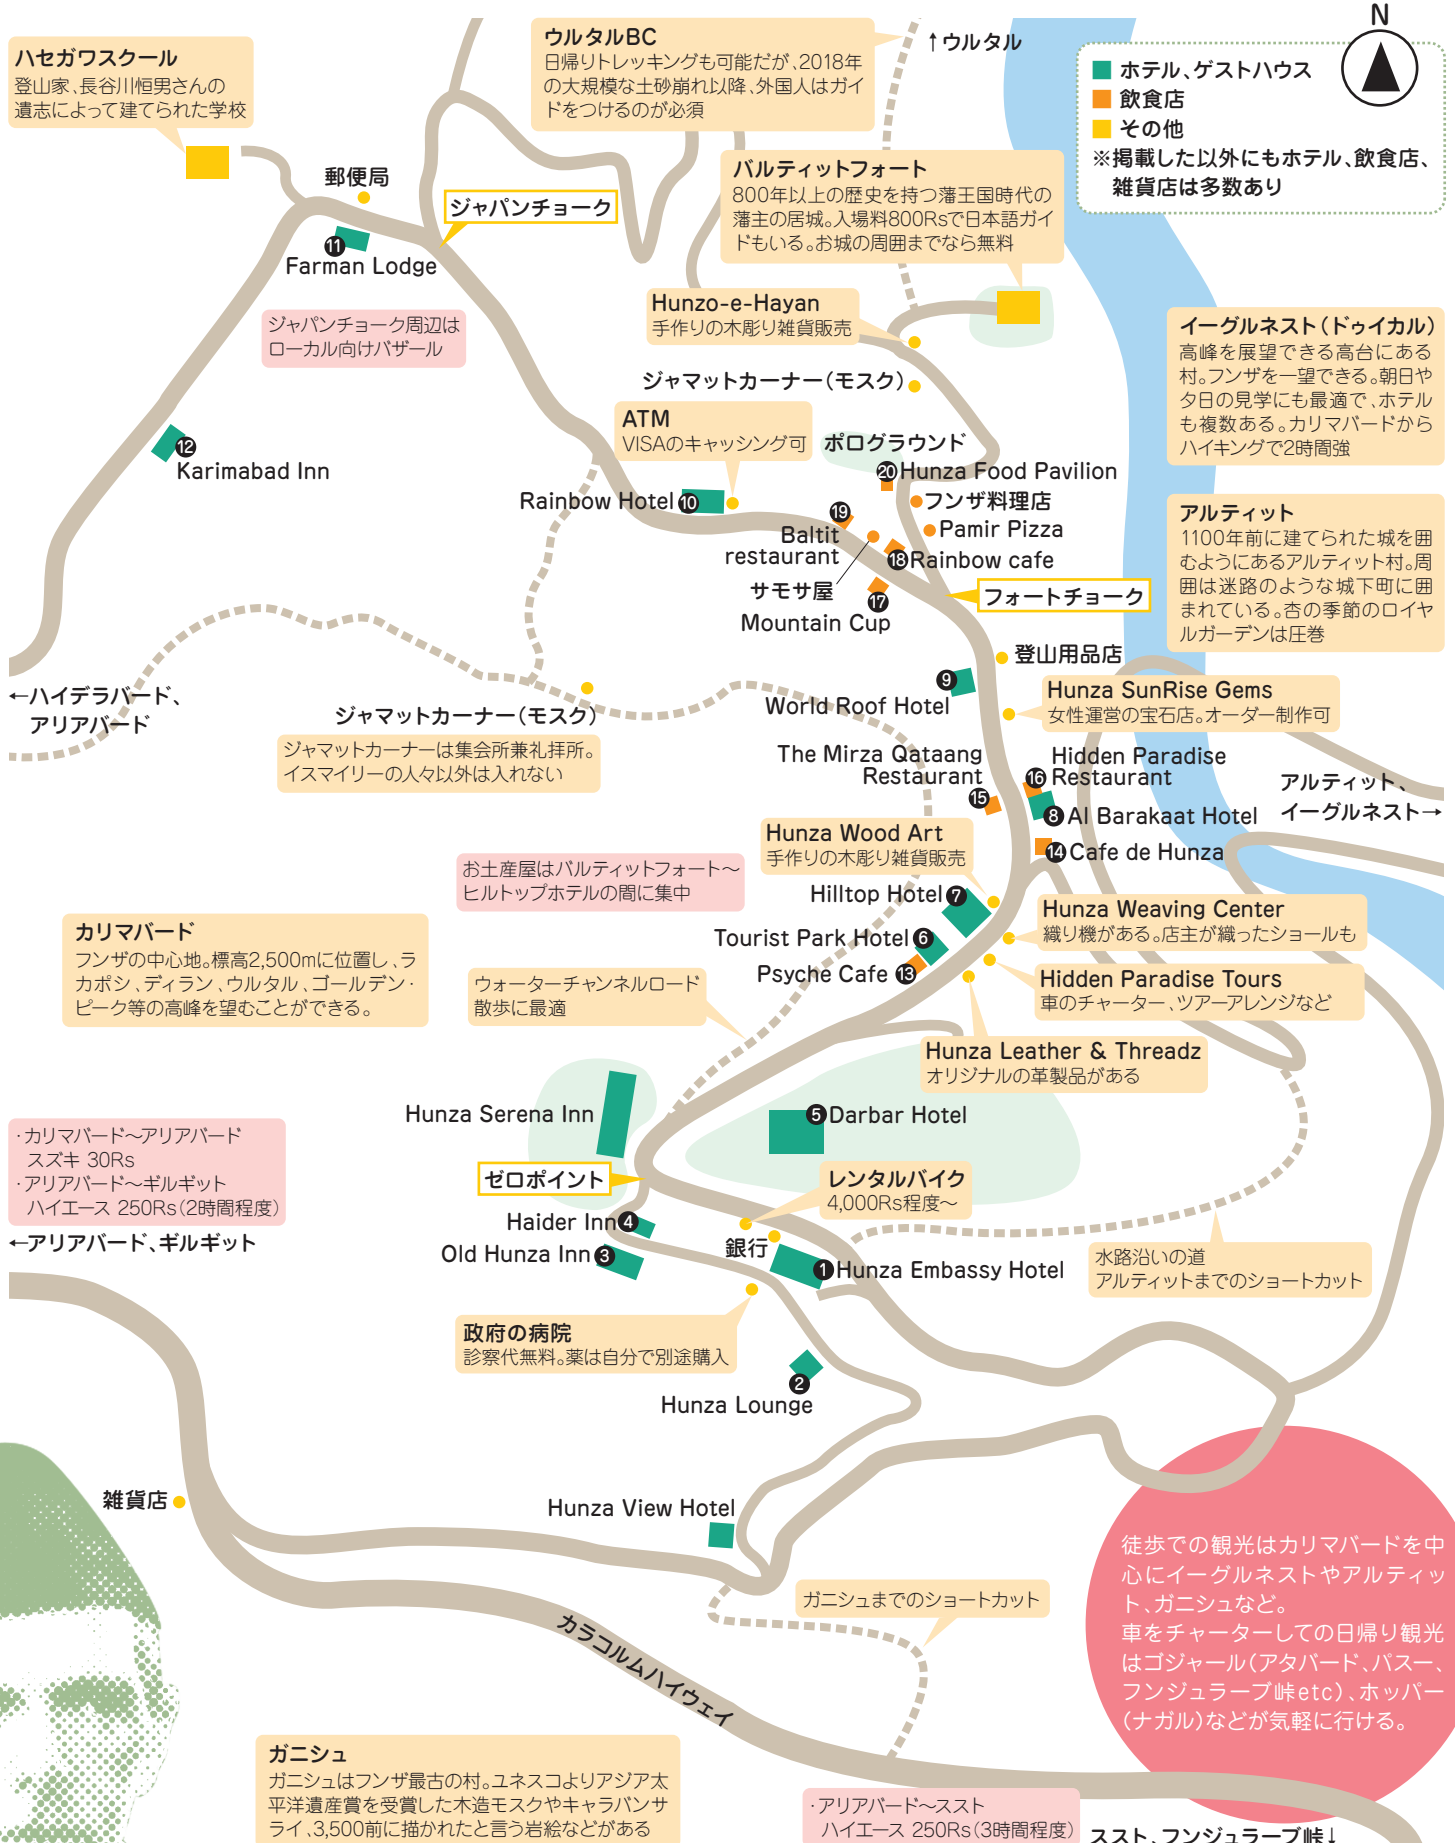 N
ハセガワスクール
登山家、長谷川恒男さんの
遺志によって建てられた学校
ウルタルBC
日帰りトレッキングも可能だが、2018年
の大規模な土砂崩れ以降、外国人はガイ
ドをつけるのが必須
↑ウルタル
ホテル、ゲストハウス
飲食店
その他
※掲載した以外にもホテル、飲食店、
雑貨店は多数あり
郵便局
ジャパンチョーク
⓫
Farman Lodge
バルティットフォート
800年以上の歴史を持つ藩王国時代の
藩主の居城。入場料800Rsで日本語ガイ
ドもいる。お城の周囲までなら無料
ジャパンチョーク周辺は
ローカル向けバザール
Hunzo-e-Hayan
手作りの木彫り雑貨販売
イーグルネスト(ドゥイカル)
高峰を展望できる高台にある
村。フンザを一望できる。朝日や
夕日の見学にも最適で、ホテル
も複数ある。カリマバードから
ハイキングで2時間強
ジャマットカーナー(モスク)
⓬
Karimabad Inn
ATM
VISAのキャッシング可
ポログラウンド
⓴Hunza Food Pavilion
Rainbow Hotel❿
フンザ料理店
⓳
Baltit
restaurant
Pamir Pizza
⓲Rainbow cafe
サモサ屋
⓱
Mountain Cup
フォートチョーク
アルティット
1100年前に建てられた城を囲
むようにあるアルティット村。周
囲は迷路のような城下町に囲
まれている。杏の季節のロイヤ
ルガーデンは圧巻
登山用品店
❾
World Roof Hotel
Hunza SunRise Gems
女性運営の宝石店。オーダー制作可
←ハイデラバード、
アリアバード
ジャマットカーナー(モスク)
ジャマットカーナーは集会所兼礼拝所。
イスマイリーの人々以外は入れない
The Mirza Qataang
Restaurant
⓯
Hidden Paradise
⓰Restaurant
❽Al Barakaat Hotel
アルティット、
イーグルネスト→
⓮Cafe de Hunza
Hunza Wood Art
手作りの木彫り雑貨販売
お土産屋はバルティットフォート〜
ヒルトップホテルの間に集中
Hilltop Hotel❼
Tourist Park Hotel❻
Psyche Cafe⓭
Hunza Weaving Center
織り機がある。店主が織ったショールも
Hidden Paradise Tours
車のチャーター、ツアーアレンジなど
カリマバード
フンザの中心地。標高2,500mに位置し、ラ
カポシ、ディラン、ウルタル、ゴールデン・
ピーク等の高峰を望むことができる。
ウォーターチャンネルロード
散歩に最適
Hunza Leather & Threadz
オリジナルの革製品がある
Hunza Serena Inn
❺Darbar Hotel
・カリマバード〜アリアバード
スズキ 30Rs
・アリアバード〜ギルギット
ハイエース 250Rs(2時間程度)
←アリアバード、ギルギット
ゼロポイント
レンタルバイク
4,000Rs程度〜
Haider Inn❹
Old Hunza Inn❸
銀行
❶Hunza Embassy Hotel
水路沿いの道
アルティットまでのショートカット
政府の病院
診察代無料。薬は自分で別途購入
❷
Hunza Lounge
雑貨店
Hunza View Hotel
ガニシュまでのショートカット
カラコルムハイウェイ
徒歩での観光はカリマバードを中
心にイーグルネストやアルティッ
ト、ガニシュなど。
車をチャーターしての日帰り観光
はゴジャール(アタバード、パスー、
フンジュラーブ峠etc)、ホッパー
(ナガル)などが気軽に行ける。
ガニシュ
ガニシュはフンザ最古の村。ユネスコよりアジア太
平洋遺産賞を受賞した木造モスクやキャラバンサ
ライ、3,500前に描かれたと言う岩絵などがある
・アリアバード〜ススト
ハイエース 250Rs(3時間程度)
ススト、フンジュラーブ峠↓